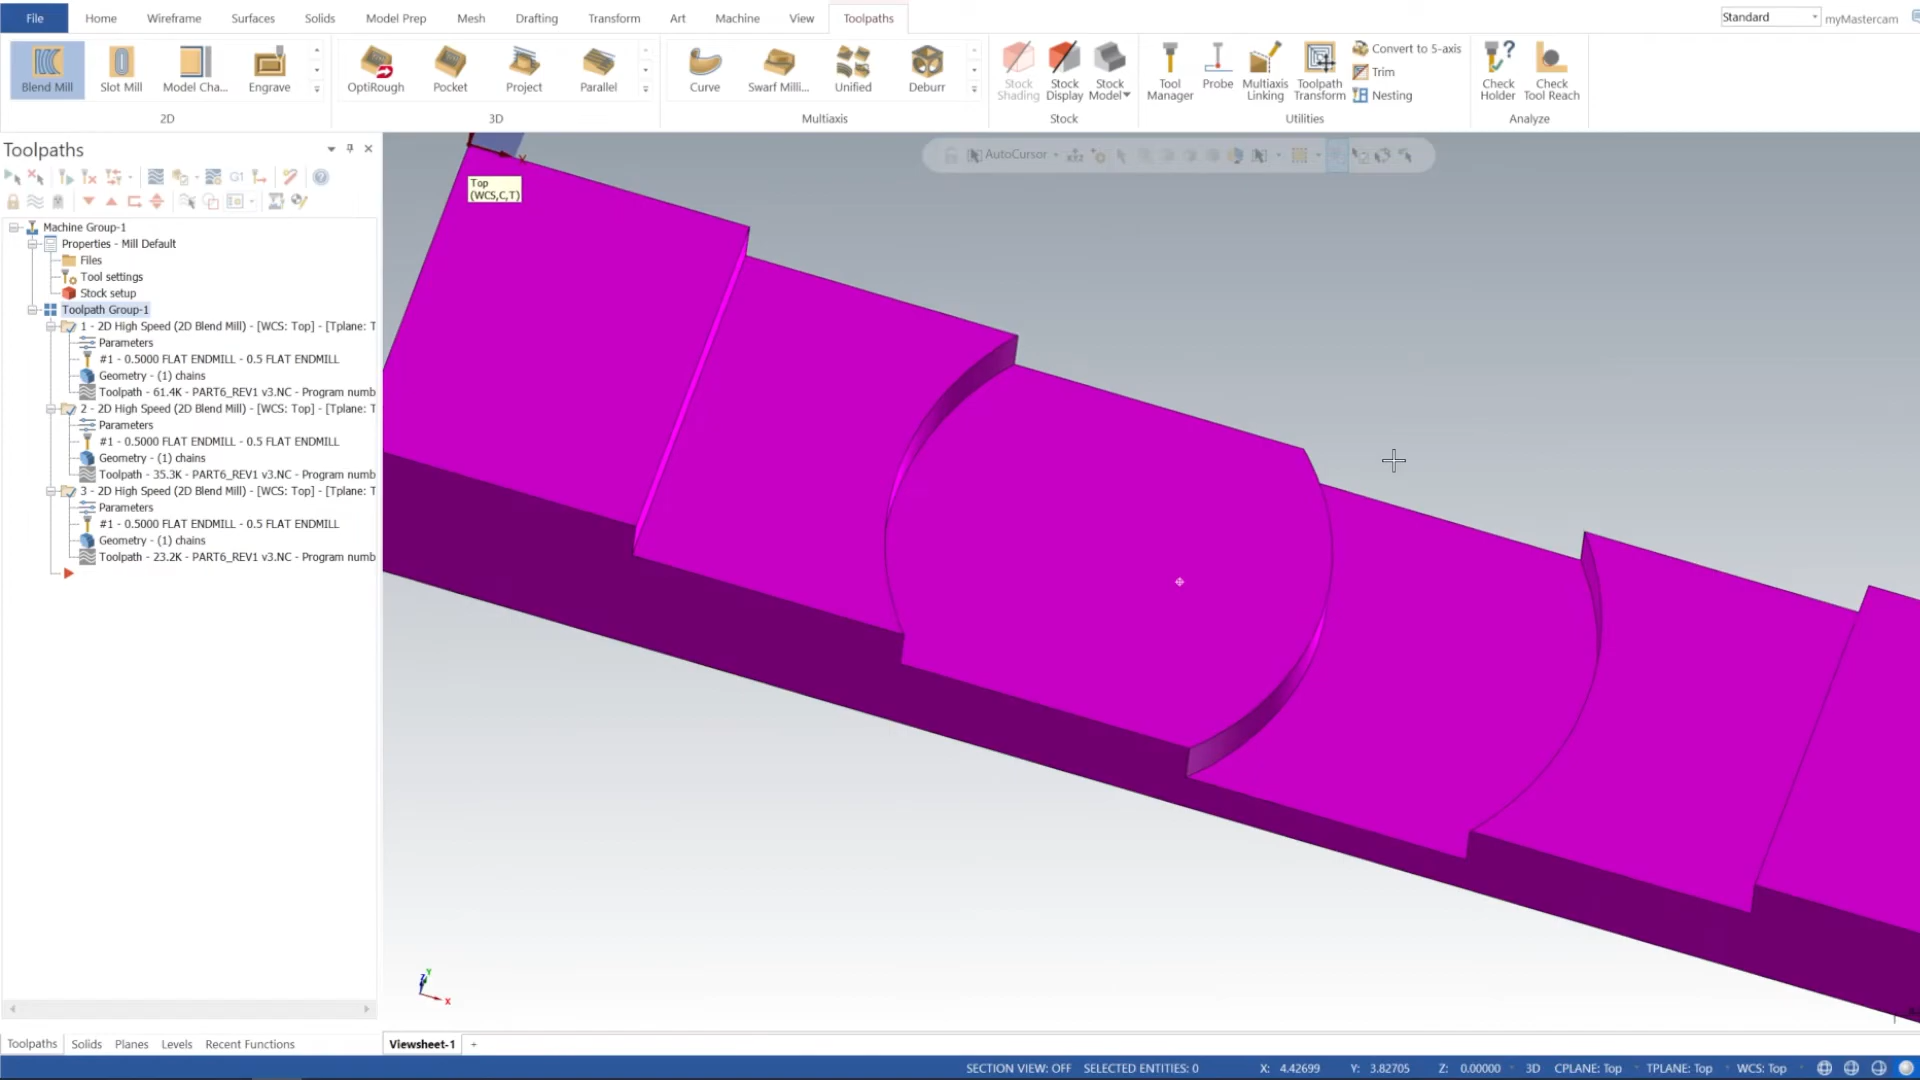 File Home Wireframe Surfaces Solids Model Prep Mesh Drafting Transform Art Machine View Toolpaths Standard myMastercam
Blend Mill Slot Mill Model Cha... Engrave OptiRough Pocket Project Parallel Curve Swarf Milli... Unified Deburr Stock Shading Stock Display Stock Model Tool Manager Probe Multiaxis Linking Toolpath Transform Convert to 5-axis Trim Nesting Check Holder Check Tool Reach
2D 3D Multiaxis Stock Utilities Analyze
Toolpaths
AutoCursor
G1
Top
(WCS,C,T)
X
Machine Group-1
Properties - Mill Default
Files
Tool settings
Stock setup
Toolpath Group-1
1 - 2D High Speed (2D Blend Mill) - [WCS: Top] - [Tplane: T
Parameters
#1 - 0.5000 FLAT ENDMILL - 0.5 FLAT ENDMILL
Geometry - (1) chains
Toolpath - 61.4K - PART6_REV1 v3.NC - Program numb
2 - 2D High Speed (2D Blend Mill) - [WCS: Top] - [Tplane: T
Parameters
#1 - 0.5000 FLAT ENDMILL - 0.5 FLAT ENDMILL
Geometry - (1) chains
Toolpath - 35.3K - PART6_REV1 v3.NC - Program numb
3 - 2D High Speed (2D Blend Mill) - [WCS: Top] - [Tplane: T
Parameters
#1 - 0.5000 FLAT ENDMILL - 0.5 FLAT ENDMILL
Geometry - (1) chains
Toolpath - 23.2K - PART6_REV1 v3.NC - Program numb
Z Y X
Toolpaths Solids Planes Levels Recent Functions Viewsheet-1 +
SECTION VIEW: OFF SELECTED ENTITIES: 0 X: 4.42699 Y: 3.82705 Z: 0.00000 3D CPLANE: Top TPLANE: Top WCS: Top